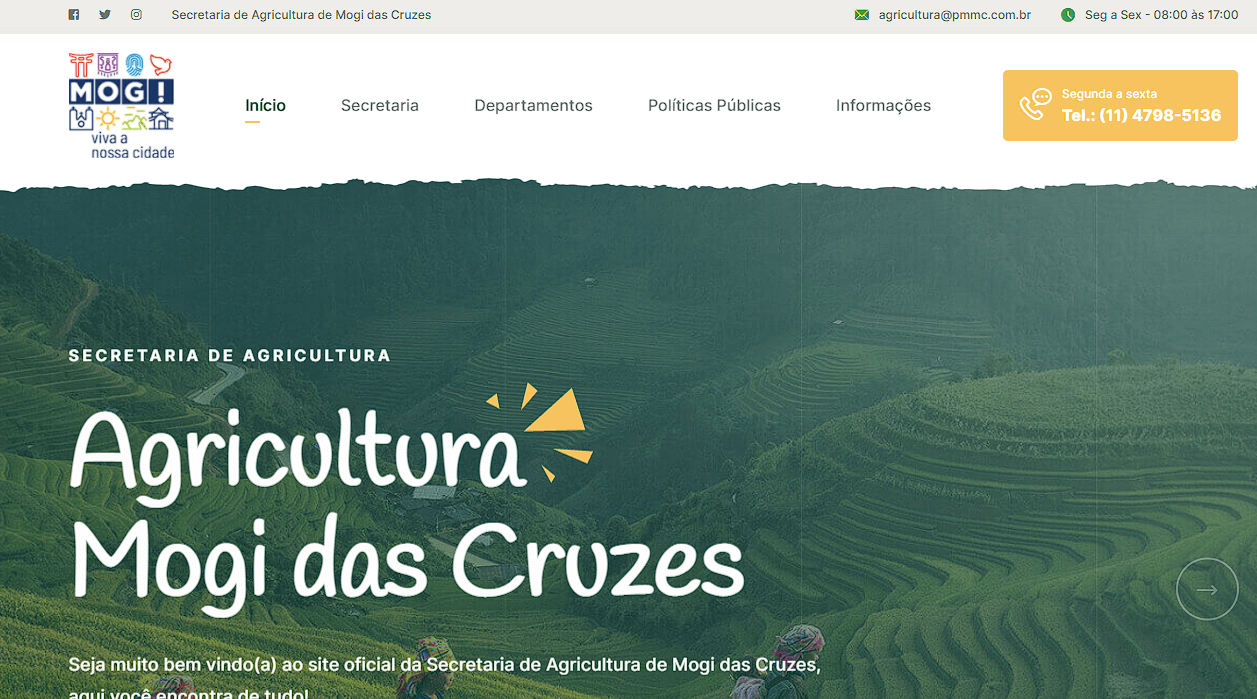 Secretaria de Agricultura de Mogi das Cruzes
agricultura@pmmc.com.br
Seg a Sex - 08:00 às 17:00
MOGI
viva a
nossa cidade
Início
Secretaria
Departamentos
Políticas Públicas
Informações
Segunda a sexta
Tel.: (11) 4798-5136
SECRETARIA DE AGRICULTURA
Agricultura
Mogi das Cruzes
Seja muito bem vindo(a) ao site oficial da Secretaria de Agricultura de Mogi das Cruzes,
aqui você encontra de tudo!